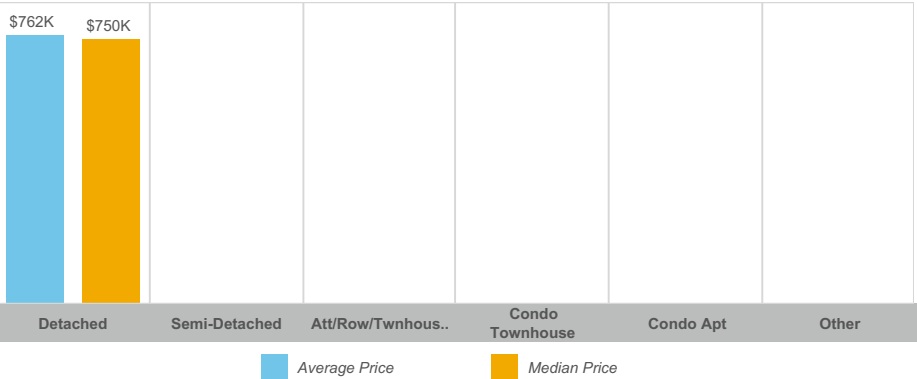 $762K
$750K
Detached
Semi-Detached
Att/Row/Twnhous..
Condo
Townhouse
Condo Apt
Other
Average Price
Median Price